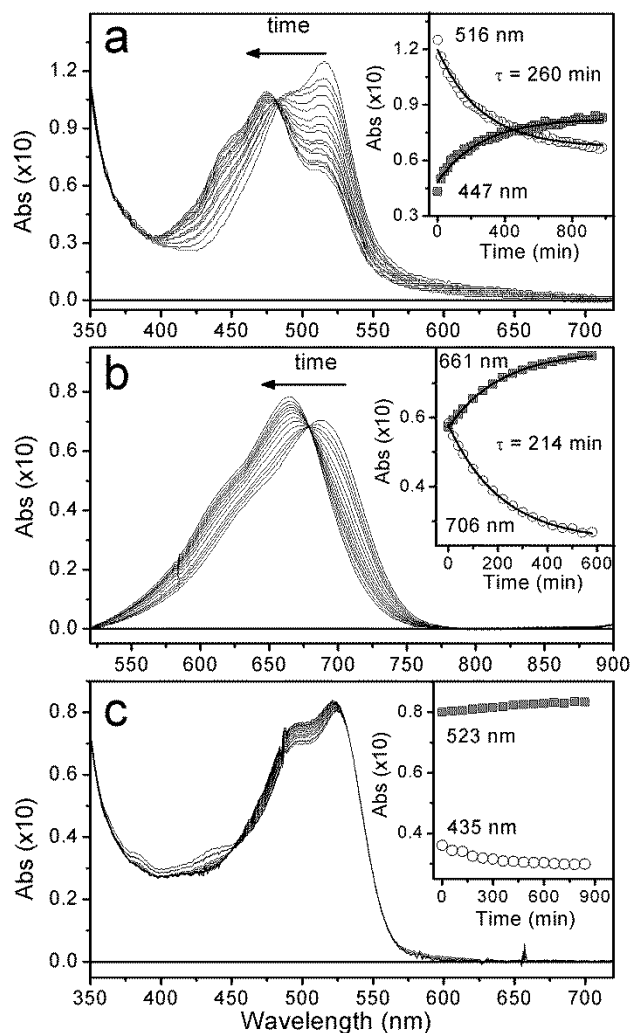 a
time
516 nm
τ = 260 min
447 nm
Abs (x10)
1.2
0.9
0.6
0.3
0 400 800
Time (min)
Abs (x10)
1.2
0.9
0.6
0.3
0.0
350 400 450 500 550 600 650 700
b
time
661 nm
τ = 214 min
706 nm
Abs (x10)
0.8
0.6
0.4
0 200 400 600
Time (min)
Abs (x10)
0.8
0.6
0.4
0.2
0.0
550 600 650 700 750 800 850 900
c
523 nm
435 nm
Abs (x10)
0.8
0.6
0.4
0 300 600 900
Time (min)
Abs (x10)
0.8
0.6
0.4
0.2
0.0
350 400 450 500 550 600 650 700
Wavelength (nm)